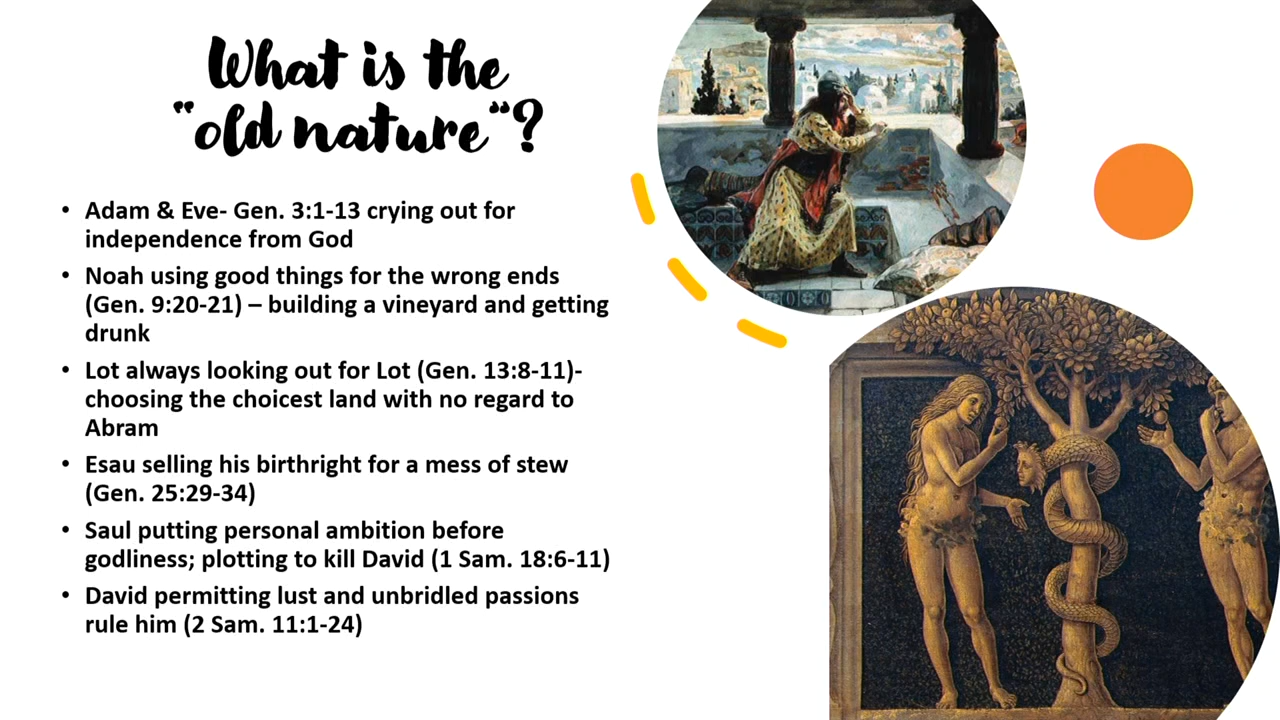 What is the
"old nature"?
• Adam & Eve- Gen. 3:1-13 crying out for
independence from God
• Noah using good things for the wrong ends
(Gen. 9:20-21) – building a vineyard and getting
drunk
• Lot always looking out for Lot (Gen. 13:8-11)-
choosing the choicest land with no regard to
Abram
• Esau selling his birthright for a mess of stew
(Gen. 25:29-34)
• Saul putting personal ambition before
godliness; plotting to kill David (1 Sam. 18:6-11)
• David permitting lust and unbridled passions
rule him (2 Sam. 11:1-24)